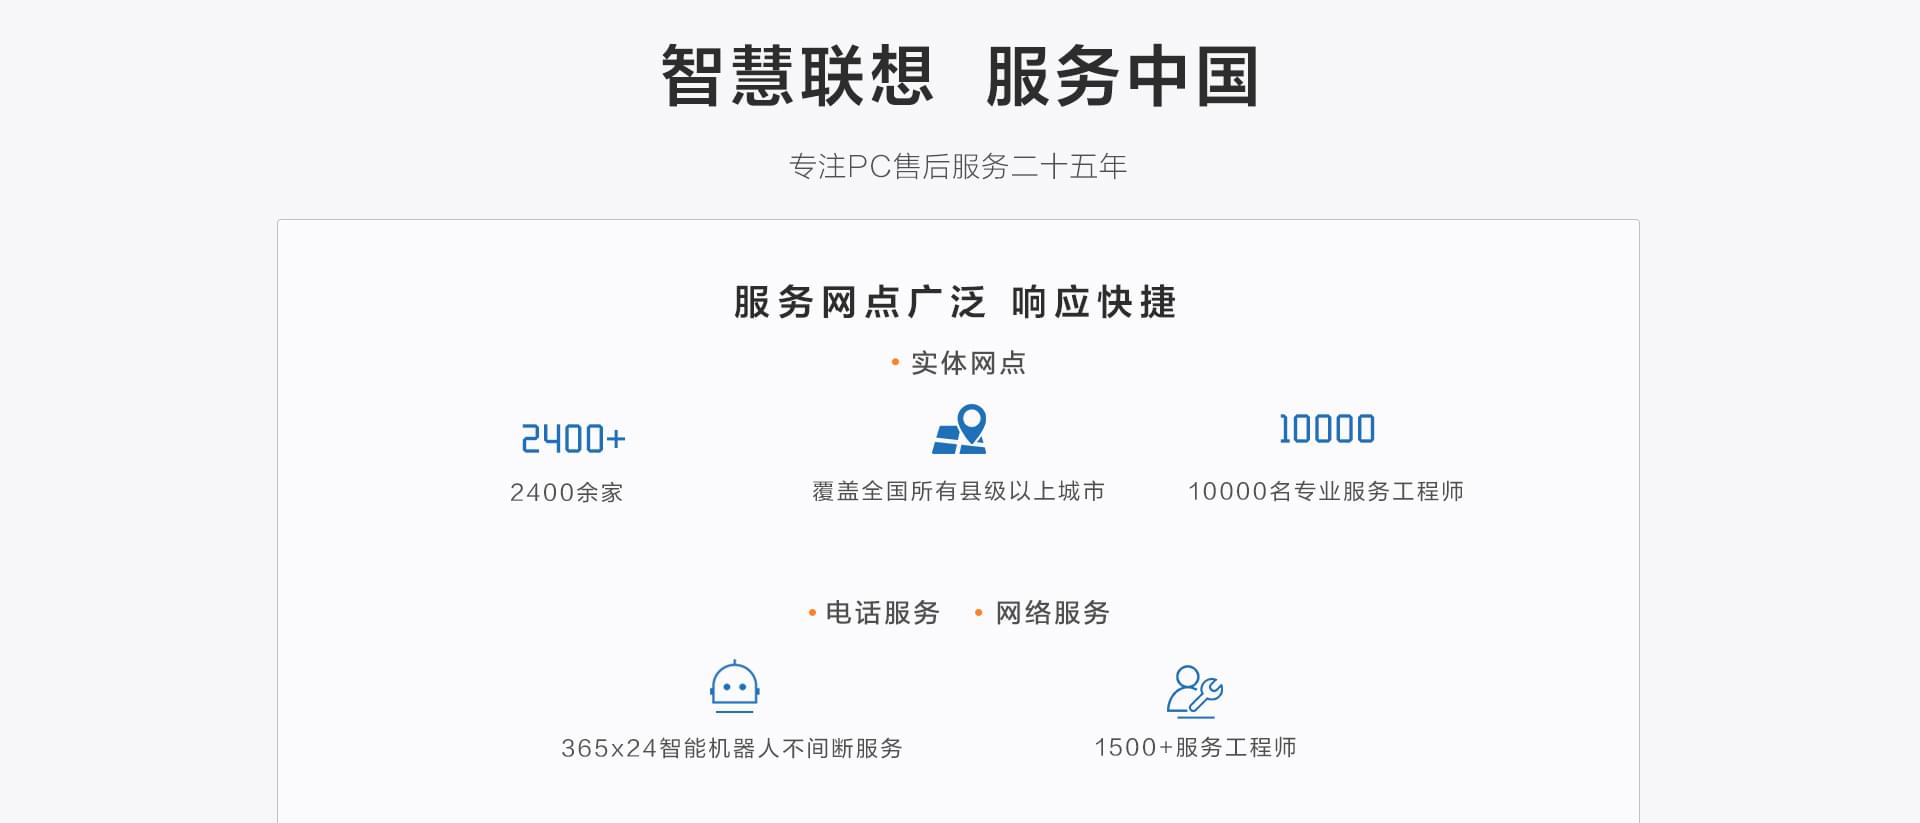 智慧联想 服务中国
专注PC售后服务二十五年
服务网点广泛 响应快捷
• 实体网点
2400+
10000
2400余家
覆盖全国所有县级以上城市
10000名专业服务工程师
• 电话服务 • 网络服务
365x24智能机器人不间断服务
1500+服务工程师